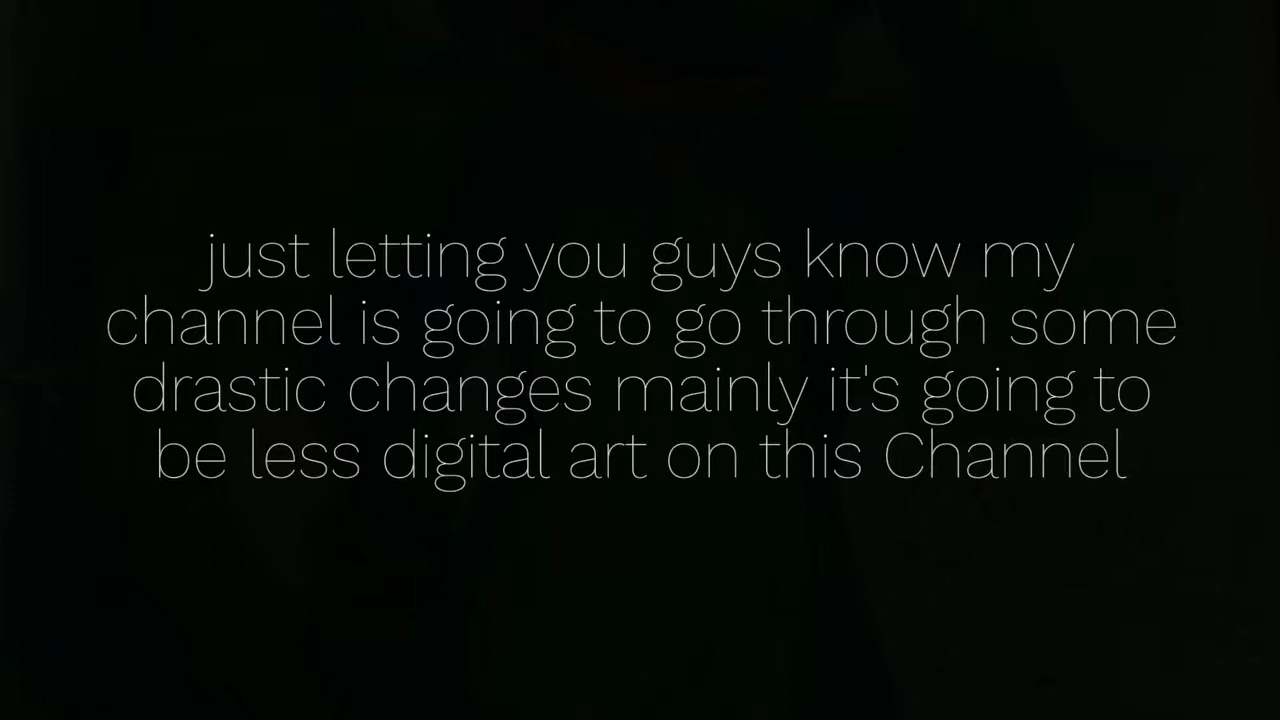 just letting you guys know my
channel is going to go through some
drastic changes mainly it's going to
be less digital art on this Channel